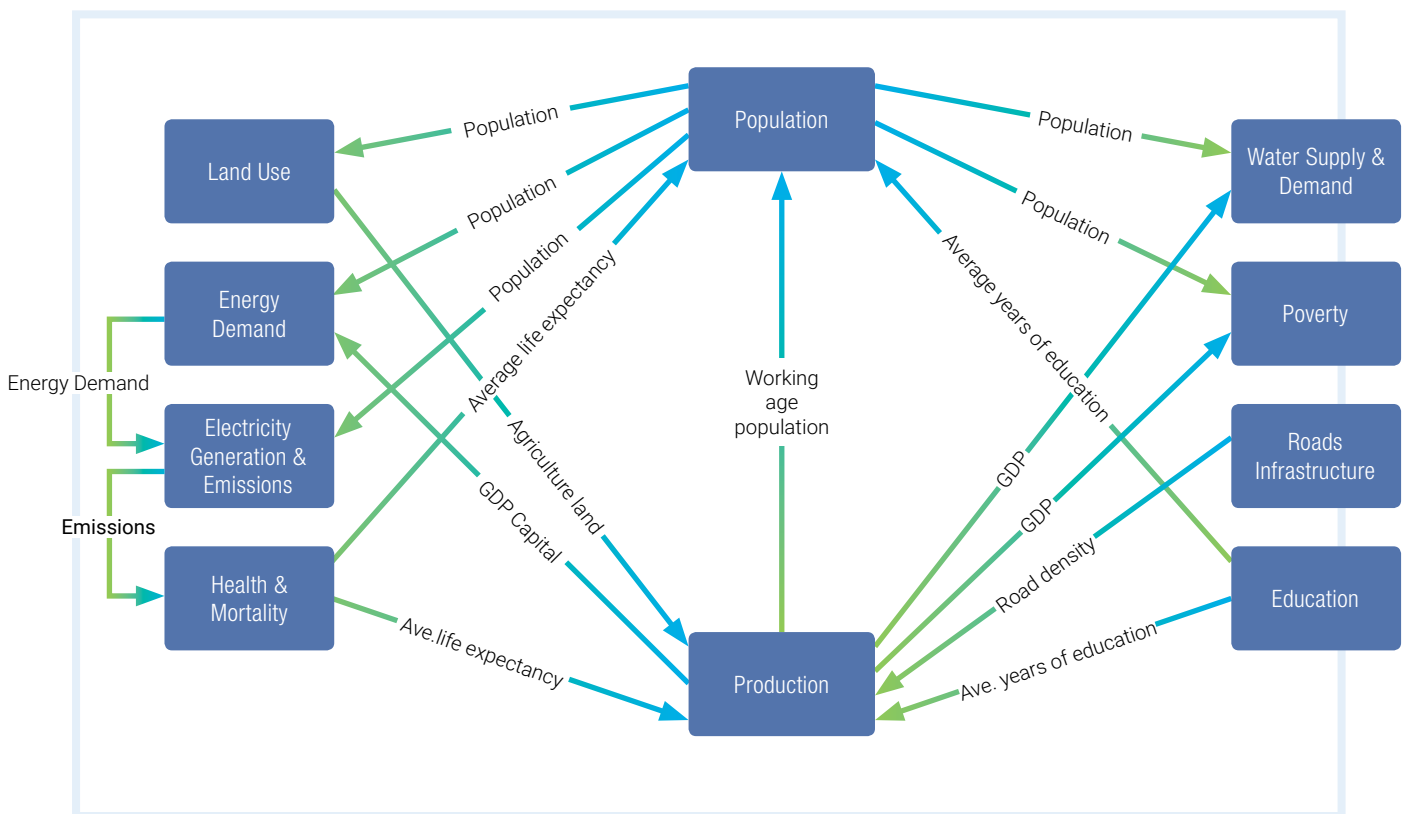 Population
Population
Population
Land Use
Water Supply &
Demand
Population
Population
Population
Average life expectancy
Average years of education
Energy
Demand
Poverty
Energy Demand
Working
age
population
Electricity
Generation &
Emissions
Agriculture land
GDP Capital
GDP
GDP
Roads
Infrastructure
Emissions
Road density
Health &
Mortality
Education
Ave.life expectancy
Ave. years of education
Production